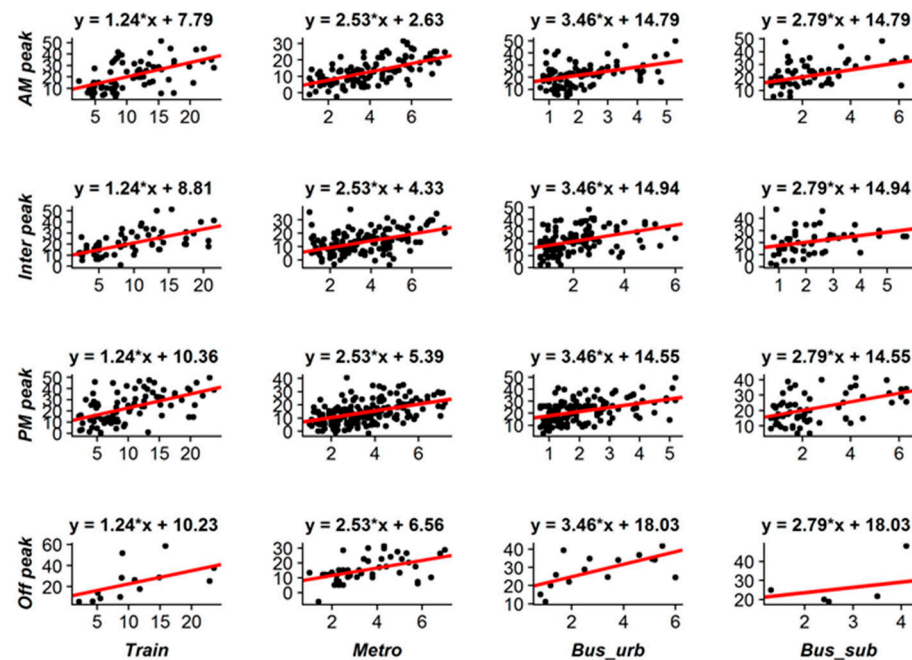 y = 1.24*x + 7.79 y = 2.53*x + 2.63 y = 3.46*x + 14.79 y = 2.79*x + 14.79
AM peak
50 40 30 20 10
30 20 10 0
50 40 30 20 10
50 40 30 20 10
5 10 15 20 2 4 6 1 2 3 4 5 2 4 6
y = 1.24*x + 8.81 y = 2.53*x + 4.33 y = 3.46*x + 14.94 y = 2.79*x + 14.94
Inter peak
50 40 30 20 10 0
30 20 10 0
50 40 30 20 10 0
50 40 30 20 10 0
5 10 15 20 2 4 6 2 4 6 1 2 3 4 5
y = 1.24*x + 10.36 y = 2.53*x + 5.39 y = 3.46*x + 14.55 y = 2.79*x + 14.55
PM peak
50 40 30 20 10 0
40 30 20 10 0
50 40 30 20 10
40 30 20 10
5 10 15 20 2 4 6 1 2 3 4 5 2 4 6
y = 1.24*x + 10.23 y = 2.53*x + 6.56 y = 3.46*x + 18.03 y = 2.79*x + 18.03
Off peak
60 40 20
30 20 10 0
40 30 20 10
40 30 20
5 10 15 20 2 4 6 2 4 6 2 3 4
Train Metro Bus_urb Bus_sub